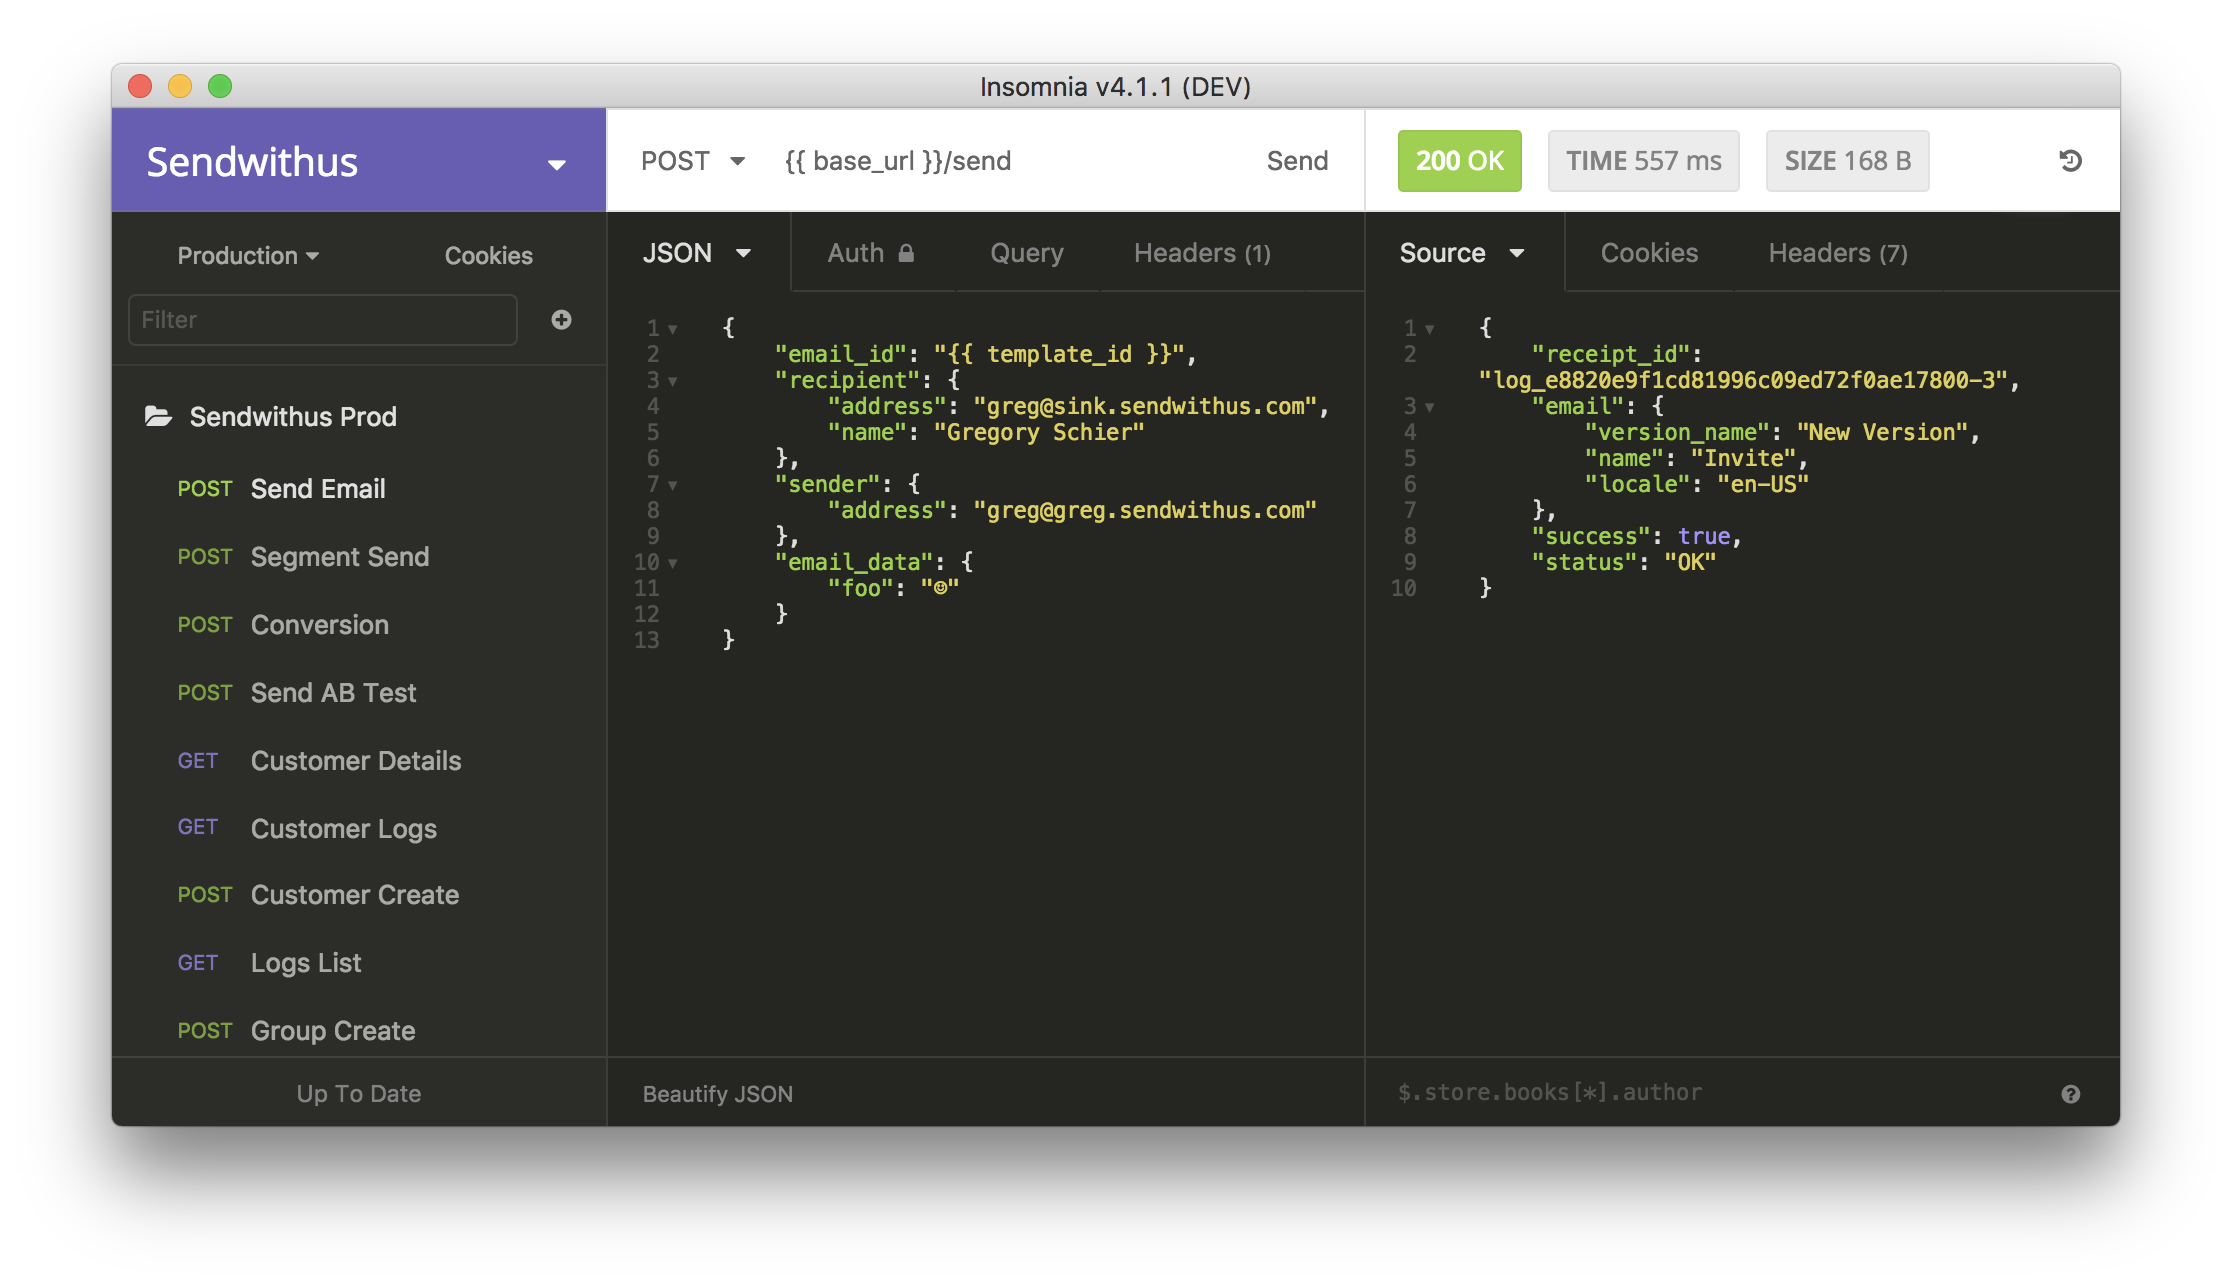 Insomnia v4.1.1 (DEV)
Sendwithus
POST {{ base_url }}/send Send
200 OK TIME 557 ms SIZE 168 B
Production Cookies
Filter
Sendwithus Prod
POST Send Email
POST Segment Send
POST Conversion
POST Send AB Test
GET Customer Details
GET Customer Logs
POST Customer Create
GET Logs List
POST Group Create
Up To Date
JSON Auth Query Headers (1)
1 {
2 "email_id": "{{ template_id }}",
3 "recipient": {
4 "address": "greg@sink.sendwithus.com",
5 "name": "Gregory Schier"
6 },
7 "sender": {
8 "address": "greg@greg.sendwithus.com"
9 },
10 "email_data": {
11 "foo": "☺"
12 }
13 }
Beautify JSON
Source Cookies Headers (7)
1 {
2 "receipt_id":
"log_e8820e9f1cd81996c09ed72f0ae17800-3",
3 "email": {
4 "version_name": "New Version",
5 "name": "Invite",
6 "locale": "en-US"
7 },
8 "success": true,
9 "status": "OK"
10 }
$.store.books[*].author